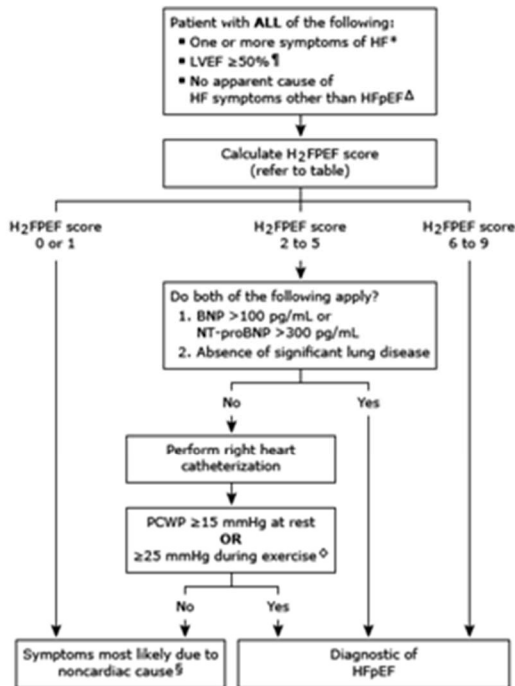 Patient with ALL of the following:
▪ One or more symptoms of HF*
▪ LVEF ≥50%¶
▪ No apparent cause of
HF symptoms other than HFpEFΔ
Calculate H2FPEF score
(refer to table)
H2FPEF score
0 or 1
H2FPEF score
2 to 5
H2FPEF score
6 to 9
Do both of the following apply?
1. BNP >100 pg/mL or
NT-proBNP >300 pg/mL
2. Absence of significant lung disease
No
Yes
Perform right heart
catheterization
PCWP ≥15 mmHg at rest
OR
≥25 mmHg during exercise◇
No
Yes
Symptoms most likely due to
noncardiac cause§
Diagnostic of
HFpEF